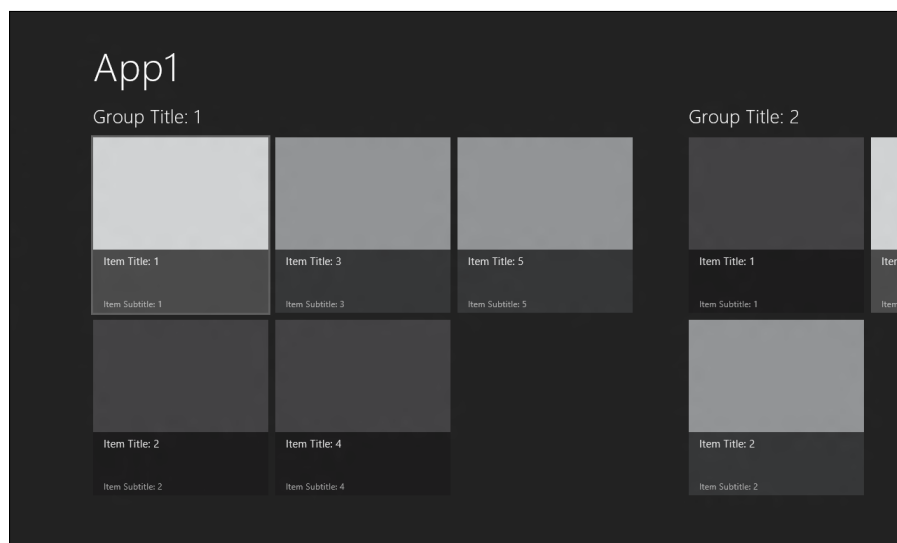 App1
Group Title: 1
Item Title: 1
Item Subtitle: 1
Item Title: 3
Item Subtitle: 3
Item Title: 5
Item Subtitle: 5
Item Title: 2
Item Subtitle: 2
Item Title: 4
Item Subtitle: 4
Group Title: 2
Item Title: 1
Item Subtitle: 1
Item Title: 2
Item Subtitle: 2